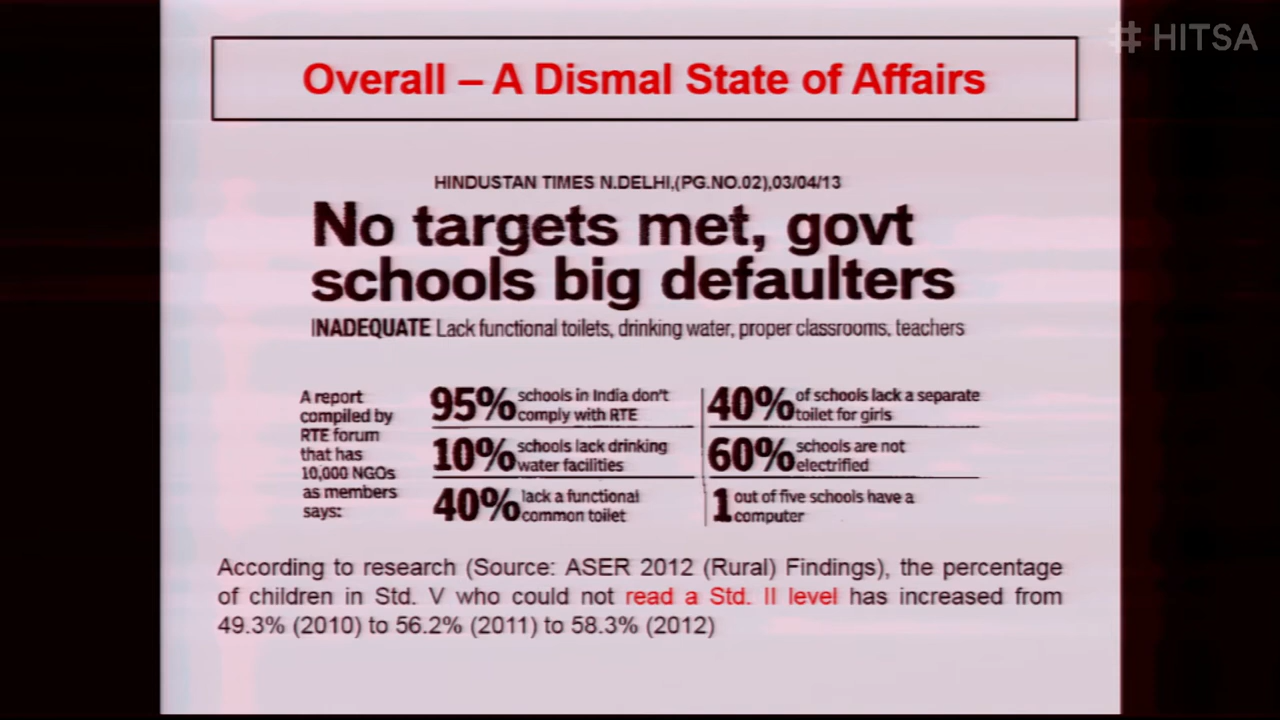 # HITSA
Overall – A Dismal State of Affairs
HINDUSTAN TIMES N.DELHI,(PG.NO.02),03/04/13
No targets met, govt
schools big defaulters
INADEQUATE Lack functional toilets, drinking water, proper classrooms, teachers
A report
compiled by
RTE forum
that has
10,000 NGOs
as members
says:
95% schools in India don't
comply with RTE
10% schools lack drinking
water facilities
40% lack a functional
common toilet
40% of schools lack a separate
toilet for girls
60% schools are not
electrified
1 out of five schools have a
computer
According to research (Source: ASER 2012 (Rural) Findings), the percentage
of children in Std. V who could not read a Std. II level has increased from
49.3% (2010) to 56.2% (2011) to 58.3% (2012)